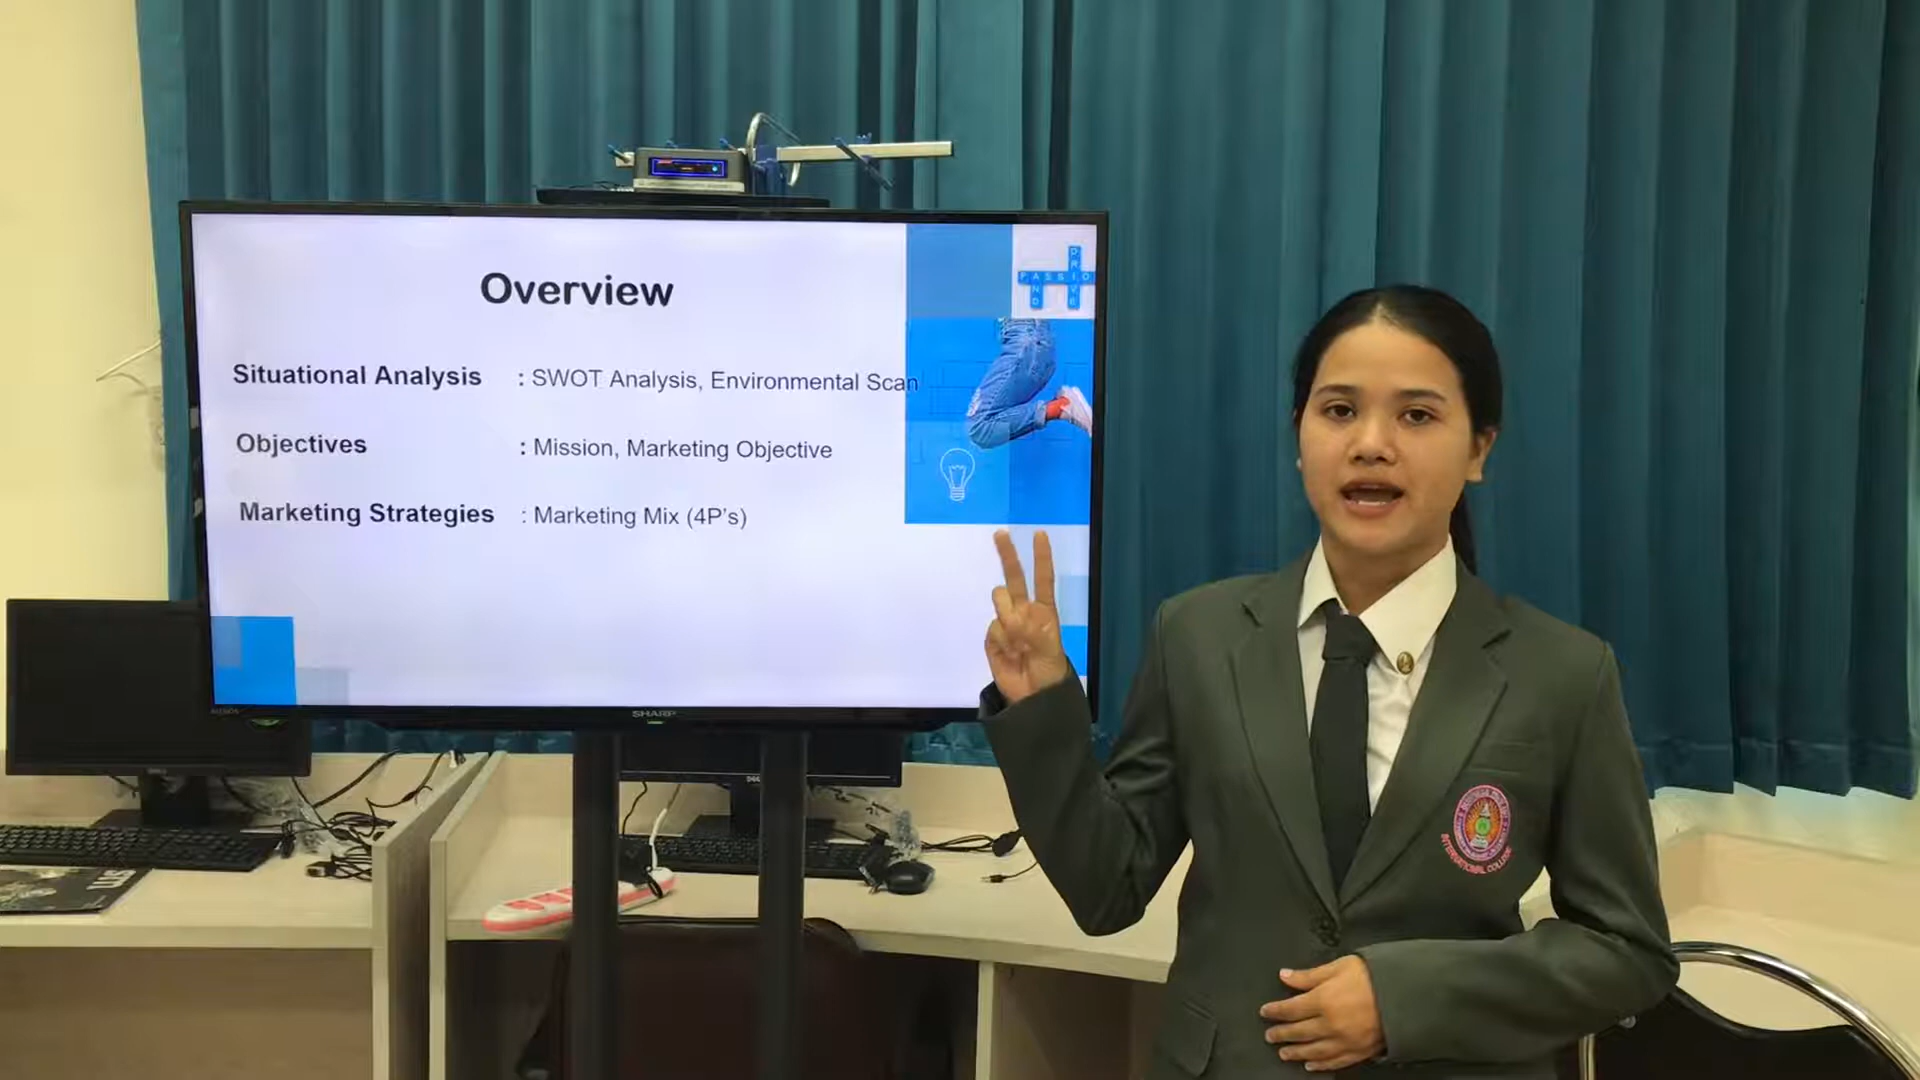 Overview
Situational Analysis : SWOT Analysis, Environmental Scan
Objectives : Mission, Marketing Objective
Marketing Strategies : Marketing Mix (4P's)
DRIVE
PASSIO
AND
SHARP
INTERNATIONAL COLLEGE